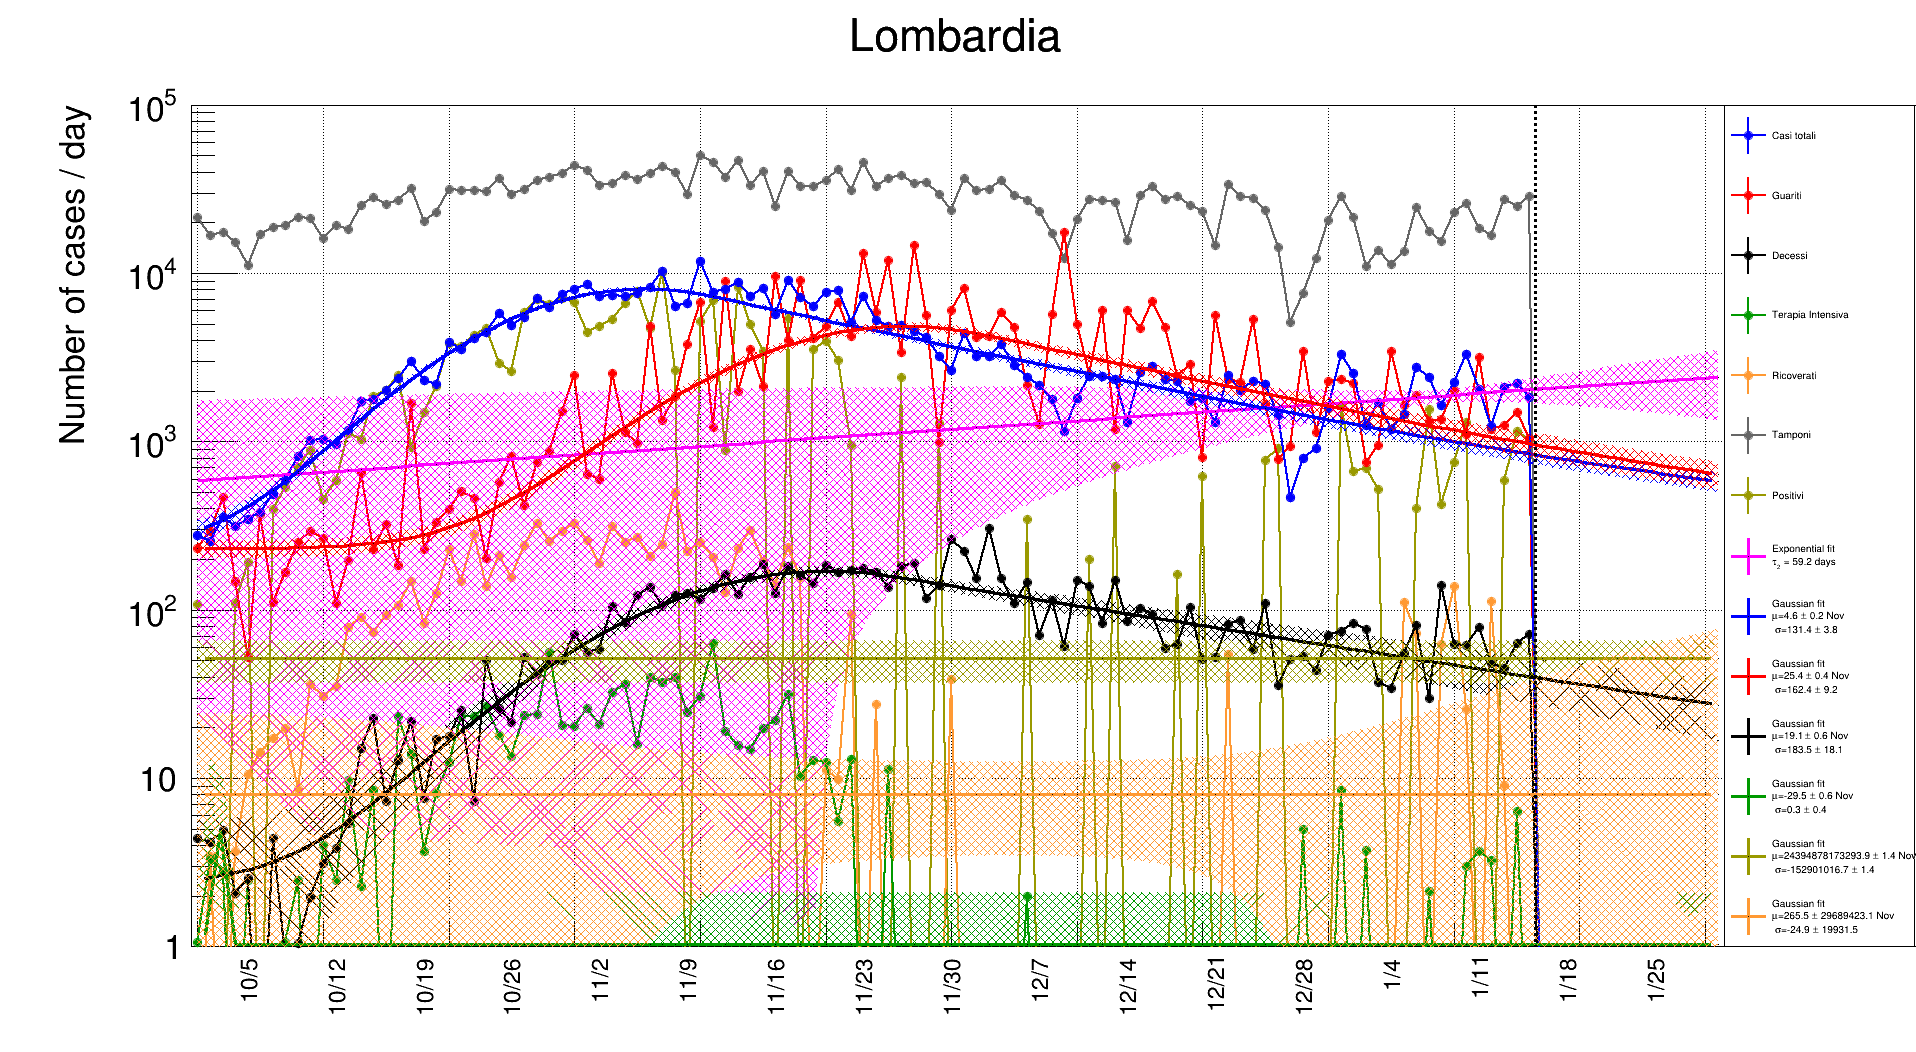 Lombardia
Number of cases / day
10^5
10^4
10^3
10^2
10
1
10/5
10/12
10/19
10/26
11/2
11/9
11/16
11/23
11/30
12/7
12/14
12/21
12/28
1/4
1/11
1/18
1/25
Casi totali
Guariti
Decessi
Terapia Intensiva
Ricoverati
Tamponi
Positivi
Exponential fit
τ₂ = 59.2 days
Gaussian fit
μ=4.6 ± 0.2 Nov
σ=131.4 ± 3.8
Gaussian fit
μ=25.4 ± 0.4 Nov
σ=162.4 ± 9.2
Gaussian fit
μ=19.1 ± 0.6 Nov
σ=183.5 ± 18.1
Gaussian fit
μ=-29.5 ± 0.6 Nov
σ=0.3 ± 0.4
Gaussian fit
μ=24394878173293.9 ± 1.4 Nov
σ=-152901016.7 ± 1.4
Gaussian fit
μ=265.5 ± 29689423.1 Nov
σ=-24.9 ± 19931.5